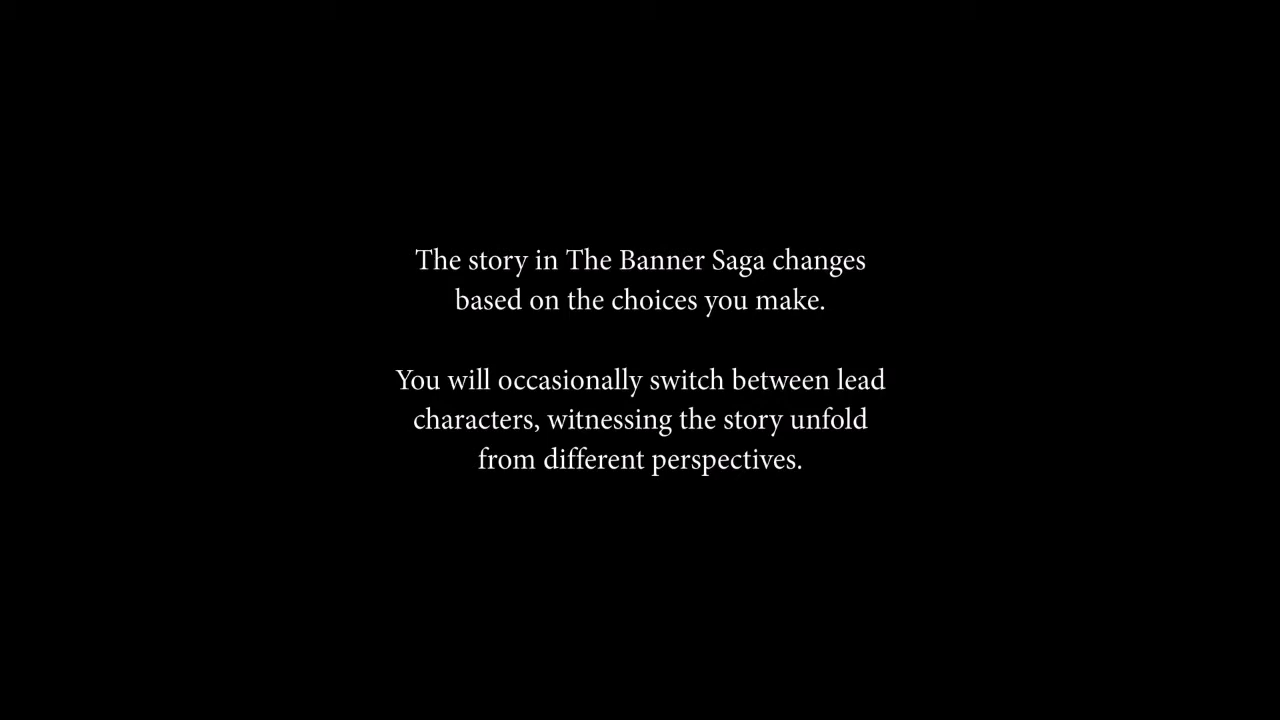 The story in The Banner Saga changes
based on the choices you make.
You will occasionally switch between lead
characters, witnessing the story unfold
from different perspectives.